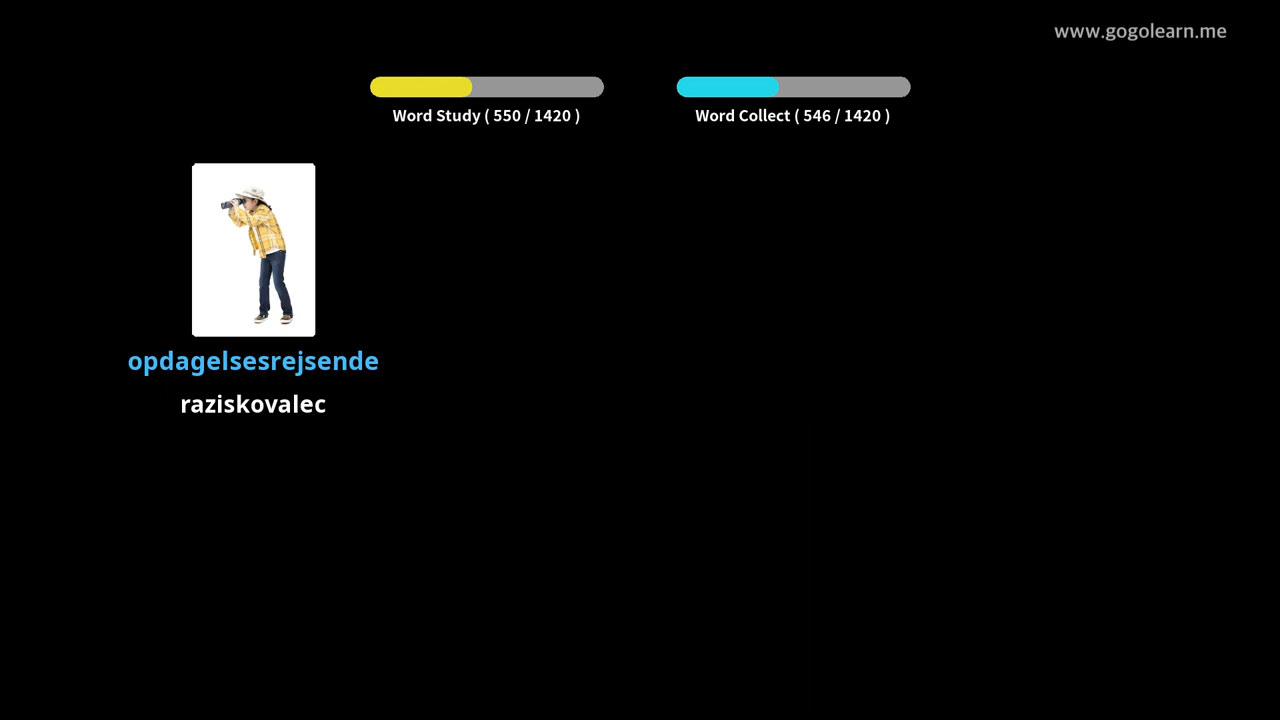 www.gogolearn.me
Word Study ( 550 / 1420 )
Word Collect ( 546 / 1420 )
opdagelsesrejsende
raziskovalec